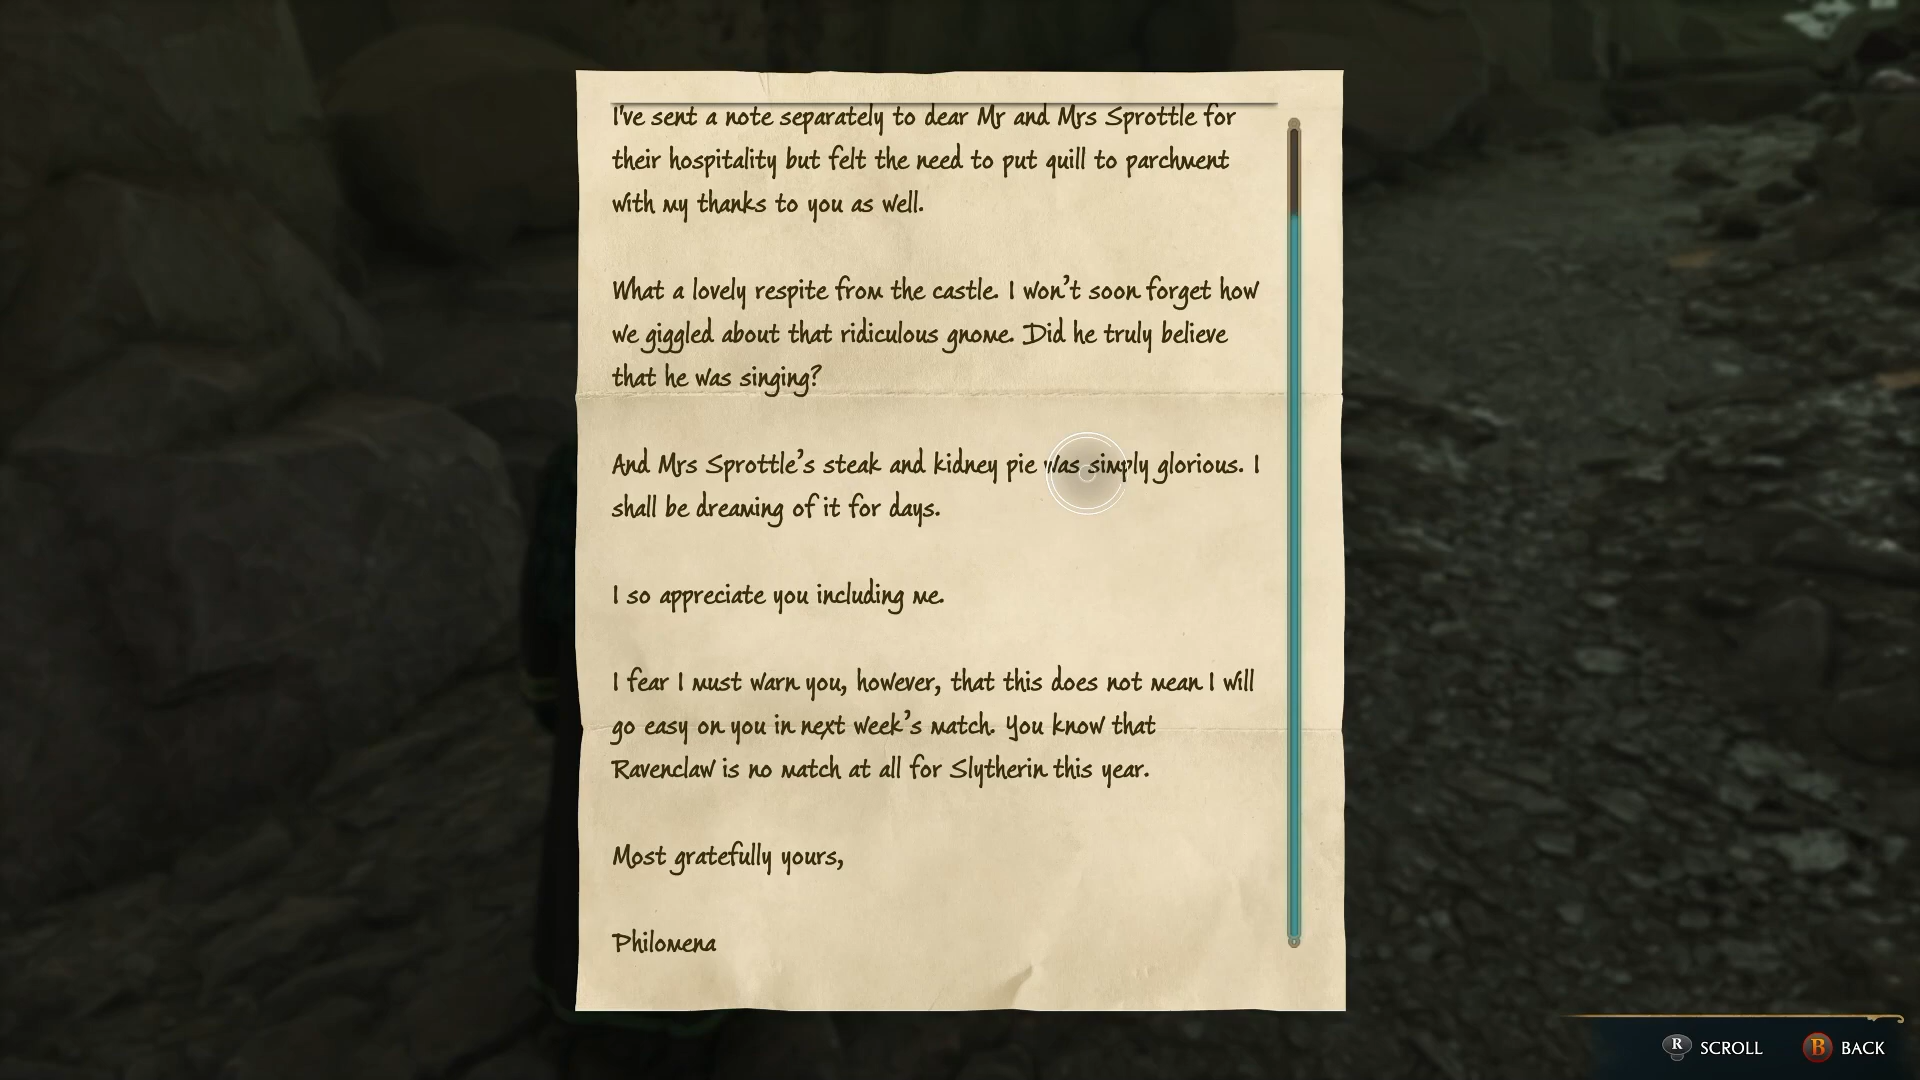 I've sent a note separately to dear Mr and Mrs Sprottle for
their hospitality but felt the need to put quill to parchment
with my thanks to you as well.
What a lovely respite from the castle. I won't soon forget how
we giggled about that ridiculous gnome. Did he truly believe
that he was singing?
And Mrs Sprottle's steak and kidney pie was simply glorious. I
shall be dreaming of it for days.
I so appreciate you including me.
I fear I must warn you, however, that this does not mean I will
go easy on you in next week's match. You know that
Ravenclaw is no match at all for Slytherin this year.
Most gratefully yours,
Philomena
R SCROLL B BACK